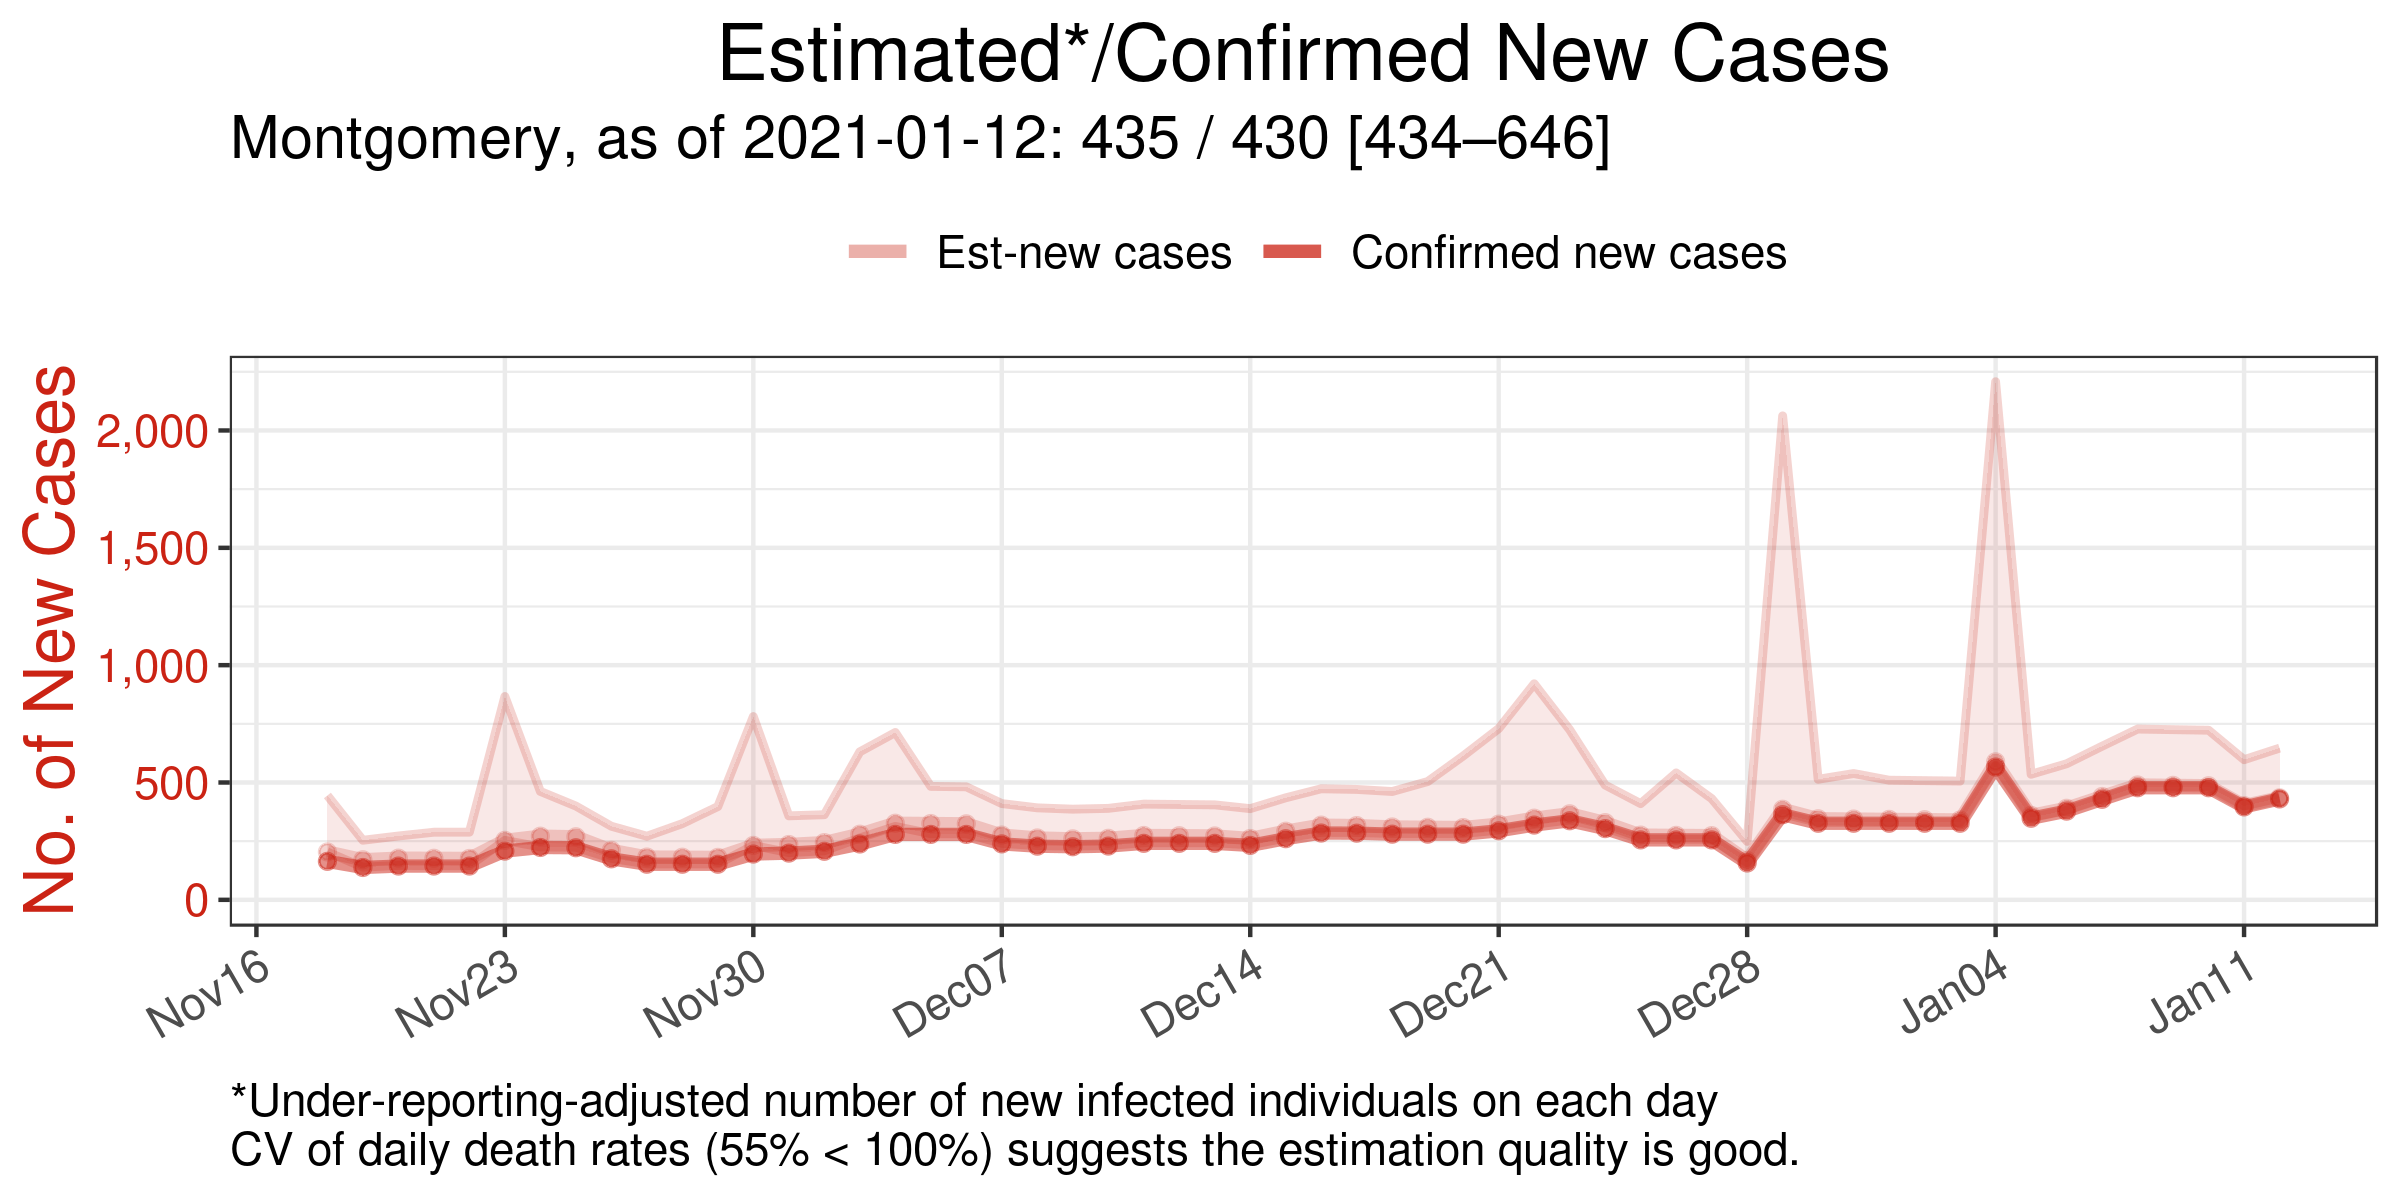 Estimated*/Confirmed New Cases
Montgomery, as of 2021-01-12: 435 / 430 [434–646]
Est-new cases
Confirmed new cases
No. of New Cases
2,000
1,500
1,000
500
0
Nov16
Nov23
Nov30
Dec07
Dec14
Dec21
Dec28
Jan04
Jan11
*Under-reporting-adjusted number of new infected individuals on each day
CV of daily death rates (55% < 100%) suggests the estimation quality is good.